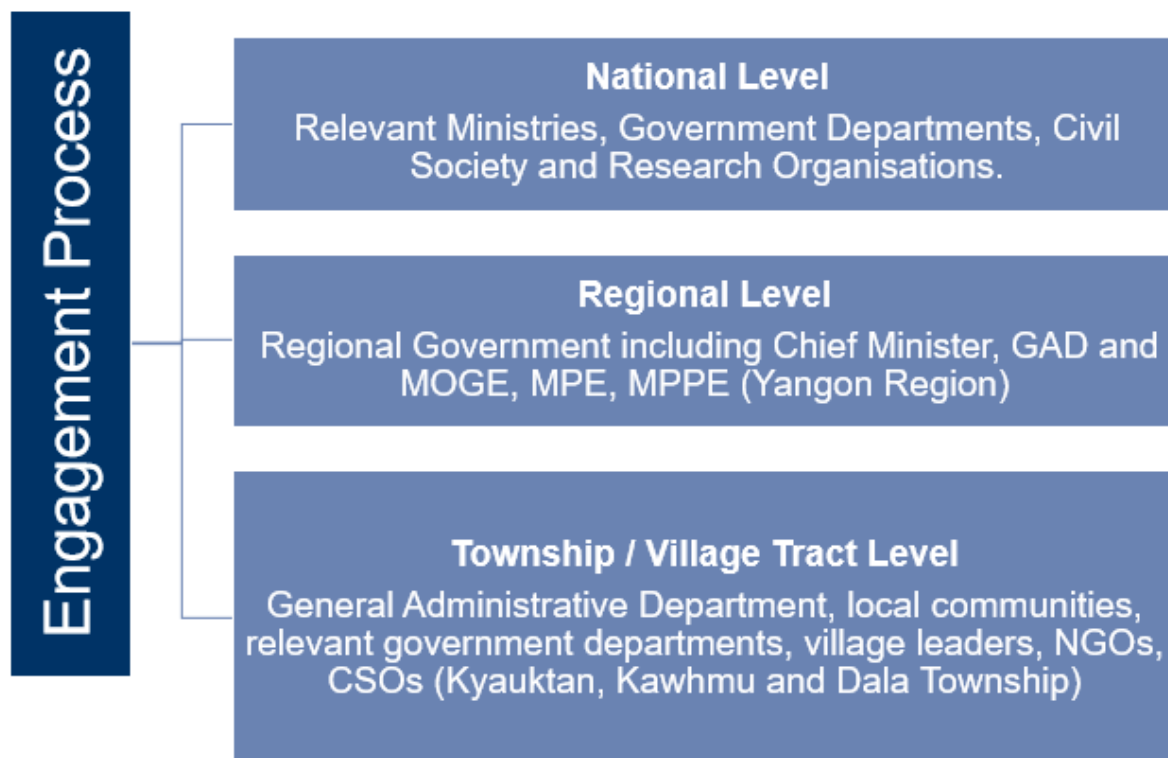 Engagement Process
National Level
Relevant Ministries, Government Departments, Civil
Society and Research Organisations.
Regional Level
Regional Government including Chief Minister, GAD and
MOGE, MPE, MPPE (Yangon Region)
Township / Village Tract Level
General Administrative Department, local communities,
relevant government departments, village leaders, NGOs,
CSOs (Kyauktan, Kawhmu and Dala Township)